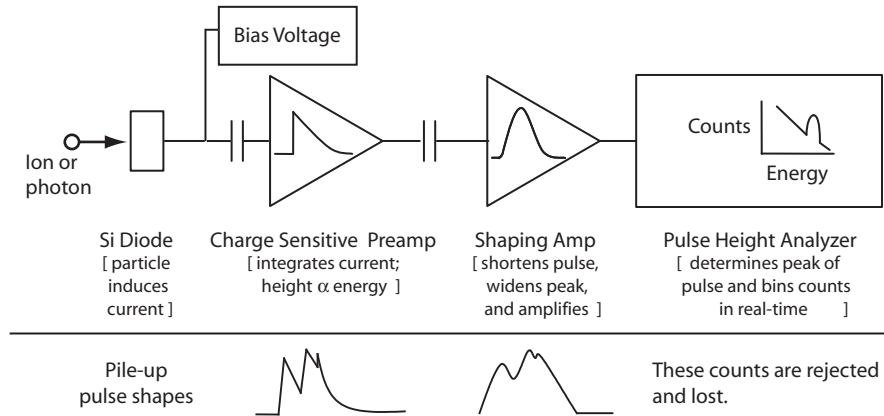 Bias Voltage
Ion or
photon
Counts
Energy
Si Diode
[ particle
induces
current ]
Charge Sensitive Preamp
[ integrates current;
height α energy ]
Shaping Amp
[ shortens pulse,
widens peak,
and amplifies ]
Pulse Height Analyzer
[ determines peak of
pulse and bins counts
in real-time ]
Pile-up
pulse shapes
These counts are rejected
and lost.